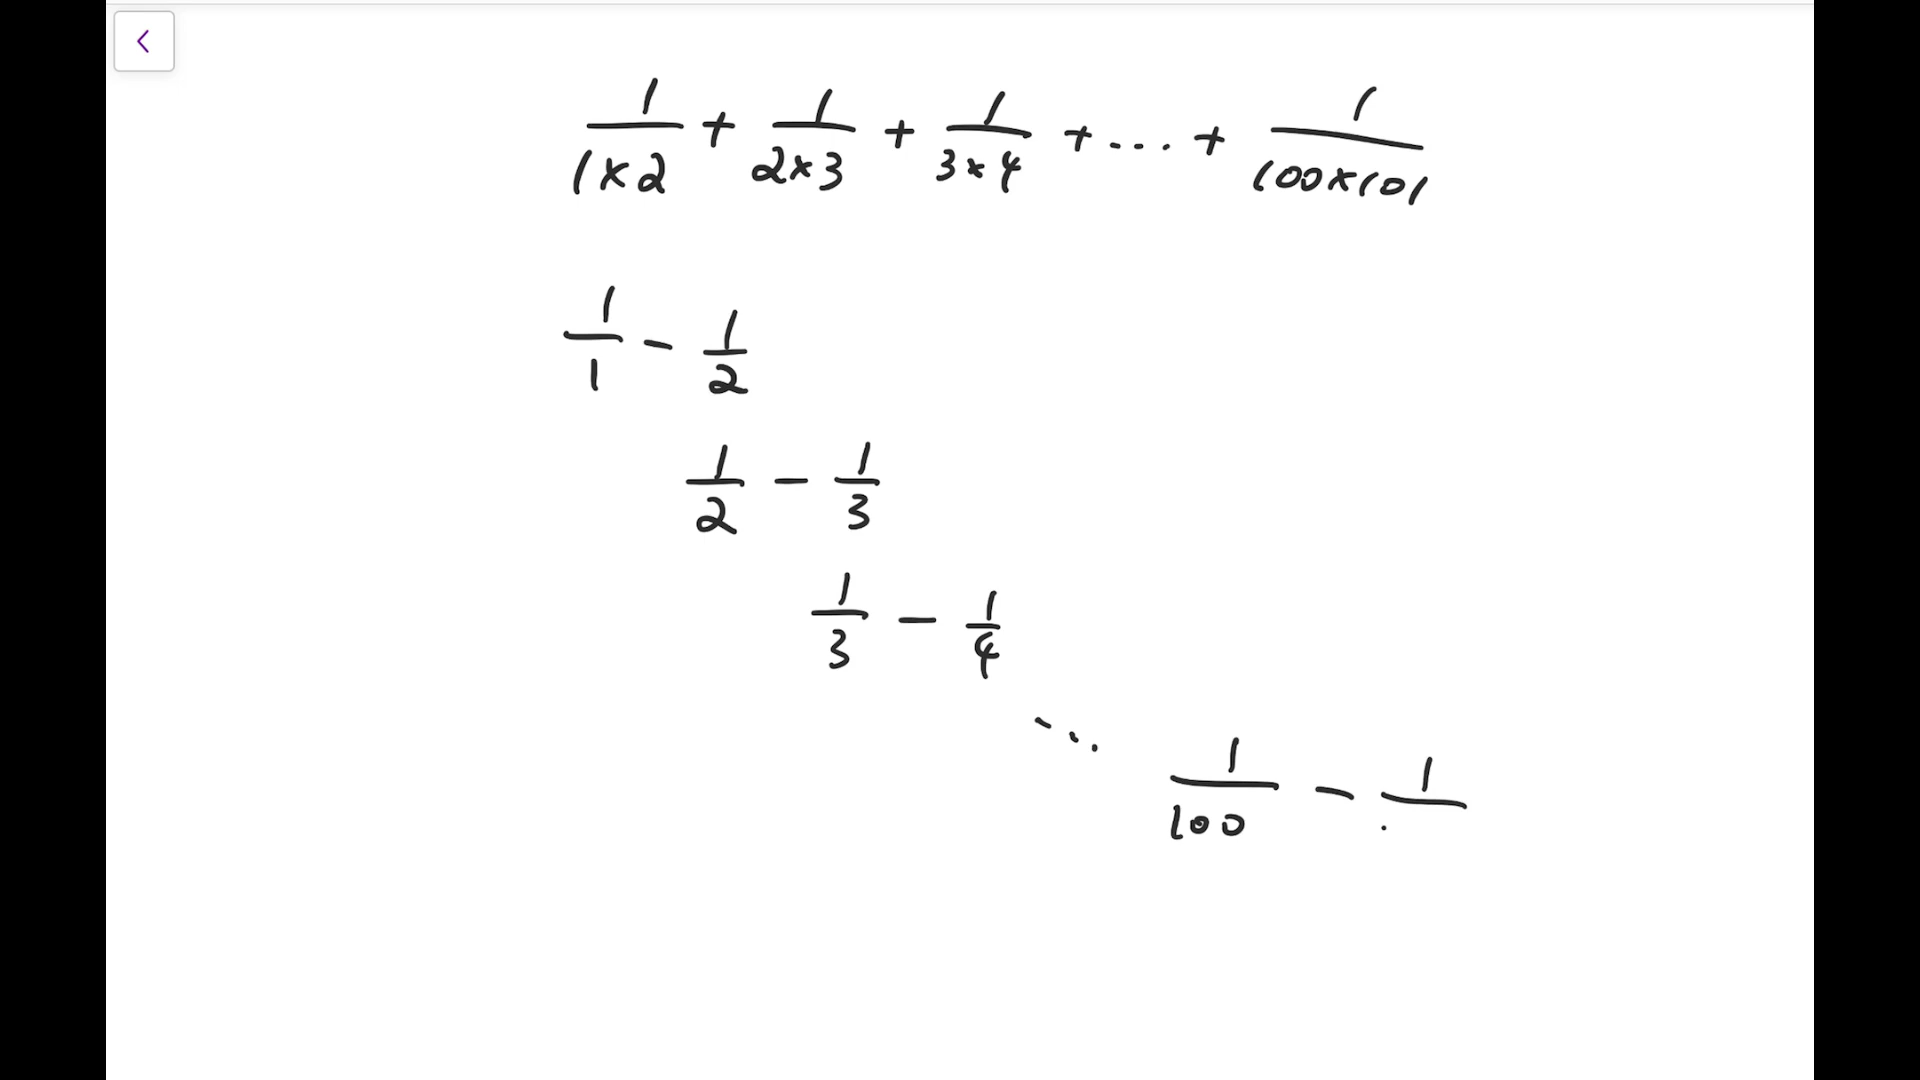 1/(1×2) + 1/(2×3) + 1/(3×4) + ... + 1/(100×101)
1/1 - 1/2
1/2 - 1/3
1/3 - 1/4
... 1/100 - 1/